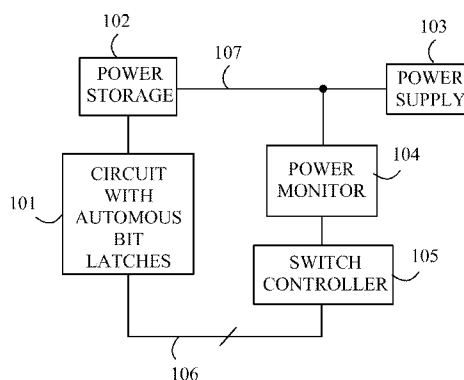 102
POWER
STORAGE
107
103
POWER
SUPPLY
101
CIRCUIT
WITH
AUTOMOUS
BIT
LATCHES
POWER
MONITOR
104
SWITCH
CONTROLLER
105
106